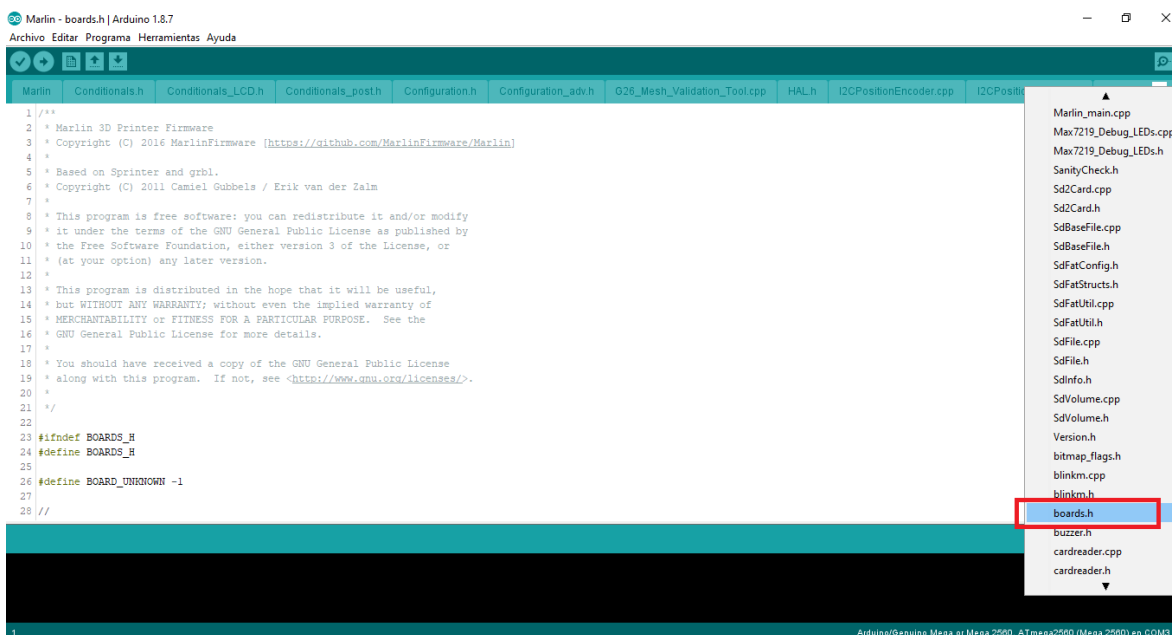 Marlin - boards.h | Arduino 1.8.7
Archivo Editar Programa Herramientas Ayuda
Marlin Conditionals.h Conditionals_LCD.h Conditionals_post.h Configuration.h Configuration_adv.h G26_Mesh_Validation_Tool.cpp HAL.h I2CPositionEncoder.cpp I2CPositio
1 /**
2 * Marlin 3D Printer Firmware
3 * Copyright (C) 2016 MarlinFirmware [https://github.com/MarlinFirmware/Marlin]
4 *
5 * Based on Sprinter and grbl.
6 * Copyright (C) 2011 Camiel Gubbels / Erik van der Zalm
7 *
8 * This program is free software: you can redistribute it and/or modify
9 * it under the terms of the GNU General Public License as published by
10 * the Free Software Foundation, either version 3 of the License, or
11 * (at your option) any later version.
12 *
13 * This program is distributed in the hope that it will be useful,
14 * but WITHOUT ANY WARRANTY; without even the implied warranty of
15 * MERCHANTABILITY or FITNESS FOR A PARTICULAR PURPOSE.  See the
16 * GNU General Public License for more details.
17 *
18 * You should have received a copy of the GNU General Public License
19 * along with this program.  If not, see <http://www.gnu.org/licenses/>.
20 *
21 */
22
23 #ifndef BOARDS_H
24 #define BOARDS_H
25
26 #define BOARD_UNKNOWN -1
27
28 //
Marlin_main.cpp
Max7219_Debug_LEDs.cpp
Max7219_Debug_LEDs.h
SanityCheck.h
Sd2Card.cpp
Sd2Card.h
SdBaseFile.cpp
SdBaseFile.h
SdFatConfig.h
SdFatStructs.h
SdFatUtil.cpp
SdFatUtil.h
SdFile.cpp
SdFile.h
SdInfo.h
SdVolume.cpp
SdVolume.h
Version.h
bitmap_flags.h
blinkm.cpp
blinkm.h
boards.h
buzzer.h
cardreader.cpp
cardreader.h
1 Arduino/Genuino Mega or Mega 2560, ATmega2560 (Mega 2560) en COM3